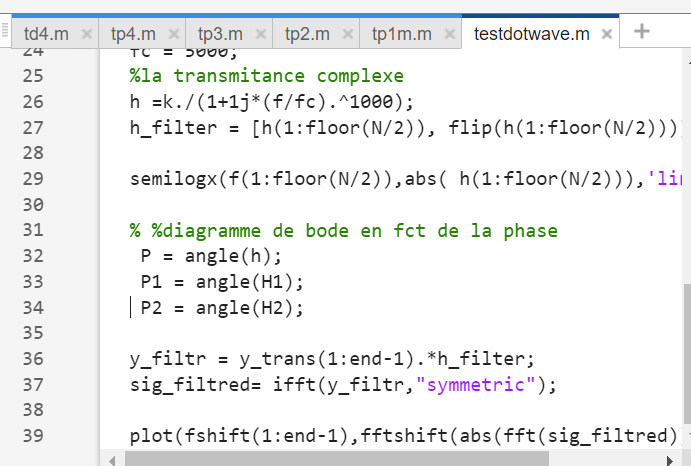 td4.m × tp4.m × tp3.m × tp2.m × tp1m.m × testdotwave.m × +
24 fc = 5000;
25 %la transmitance complexe
26 h =k./(1+1j*(f/fc).^1000);
27 h_filter = [h(1:floor(N/2)), flip(h(1:floor(N/2)))
28
29 semilogx(f(1:floor(N/2)),abs( h(1:floor(N/2))),'li
30
31 % %diagramme de bode en fct de la phase
32 P = angle(h);
33 P1 = angle(H1);
34 P2 = angle(H2);
35
36 y_filtr = y_trans(1:end-1).*h_filter;
37 sig_filtred= ifft(y_filtr,"symmetric");
38
39 plot(fshift(1:end-1),fftshift(abs(fft(sig_filtred)